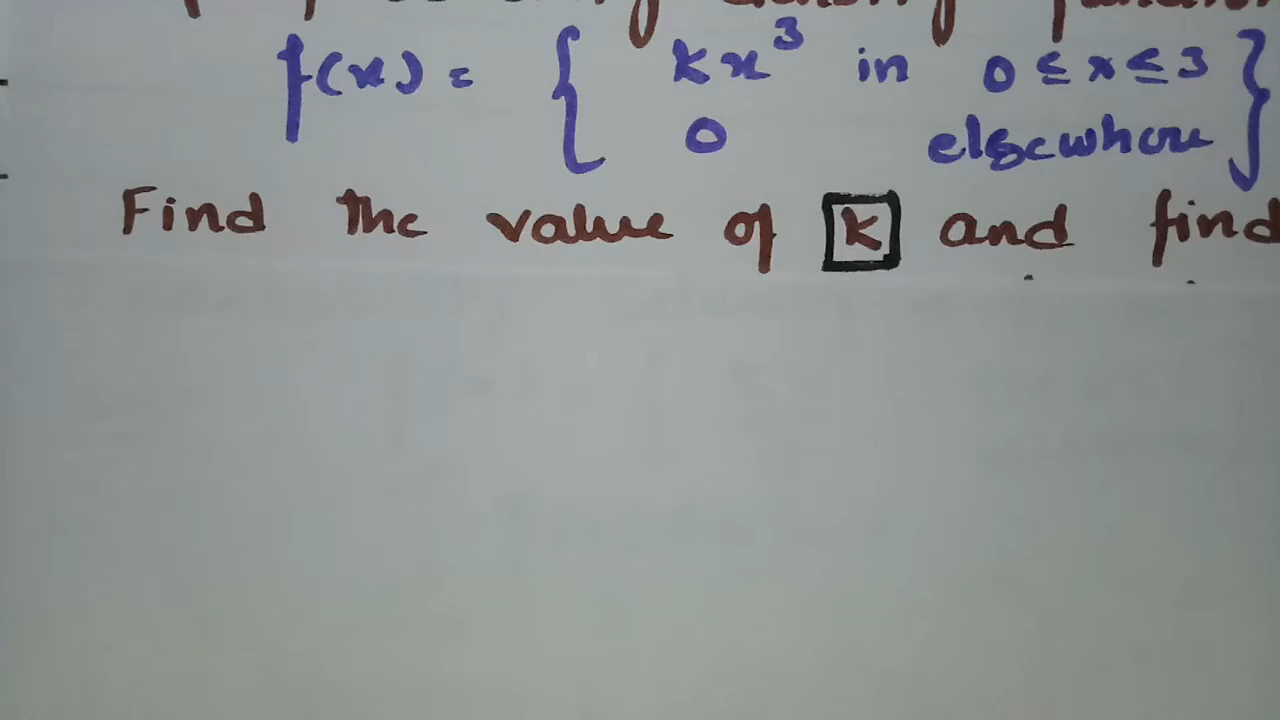 f(x) = { kx³ in 0 ≤ x ≤ 3
0 elsewhere }
Find the value of k and find